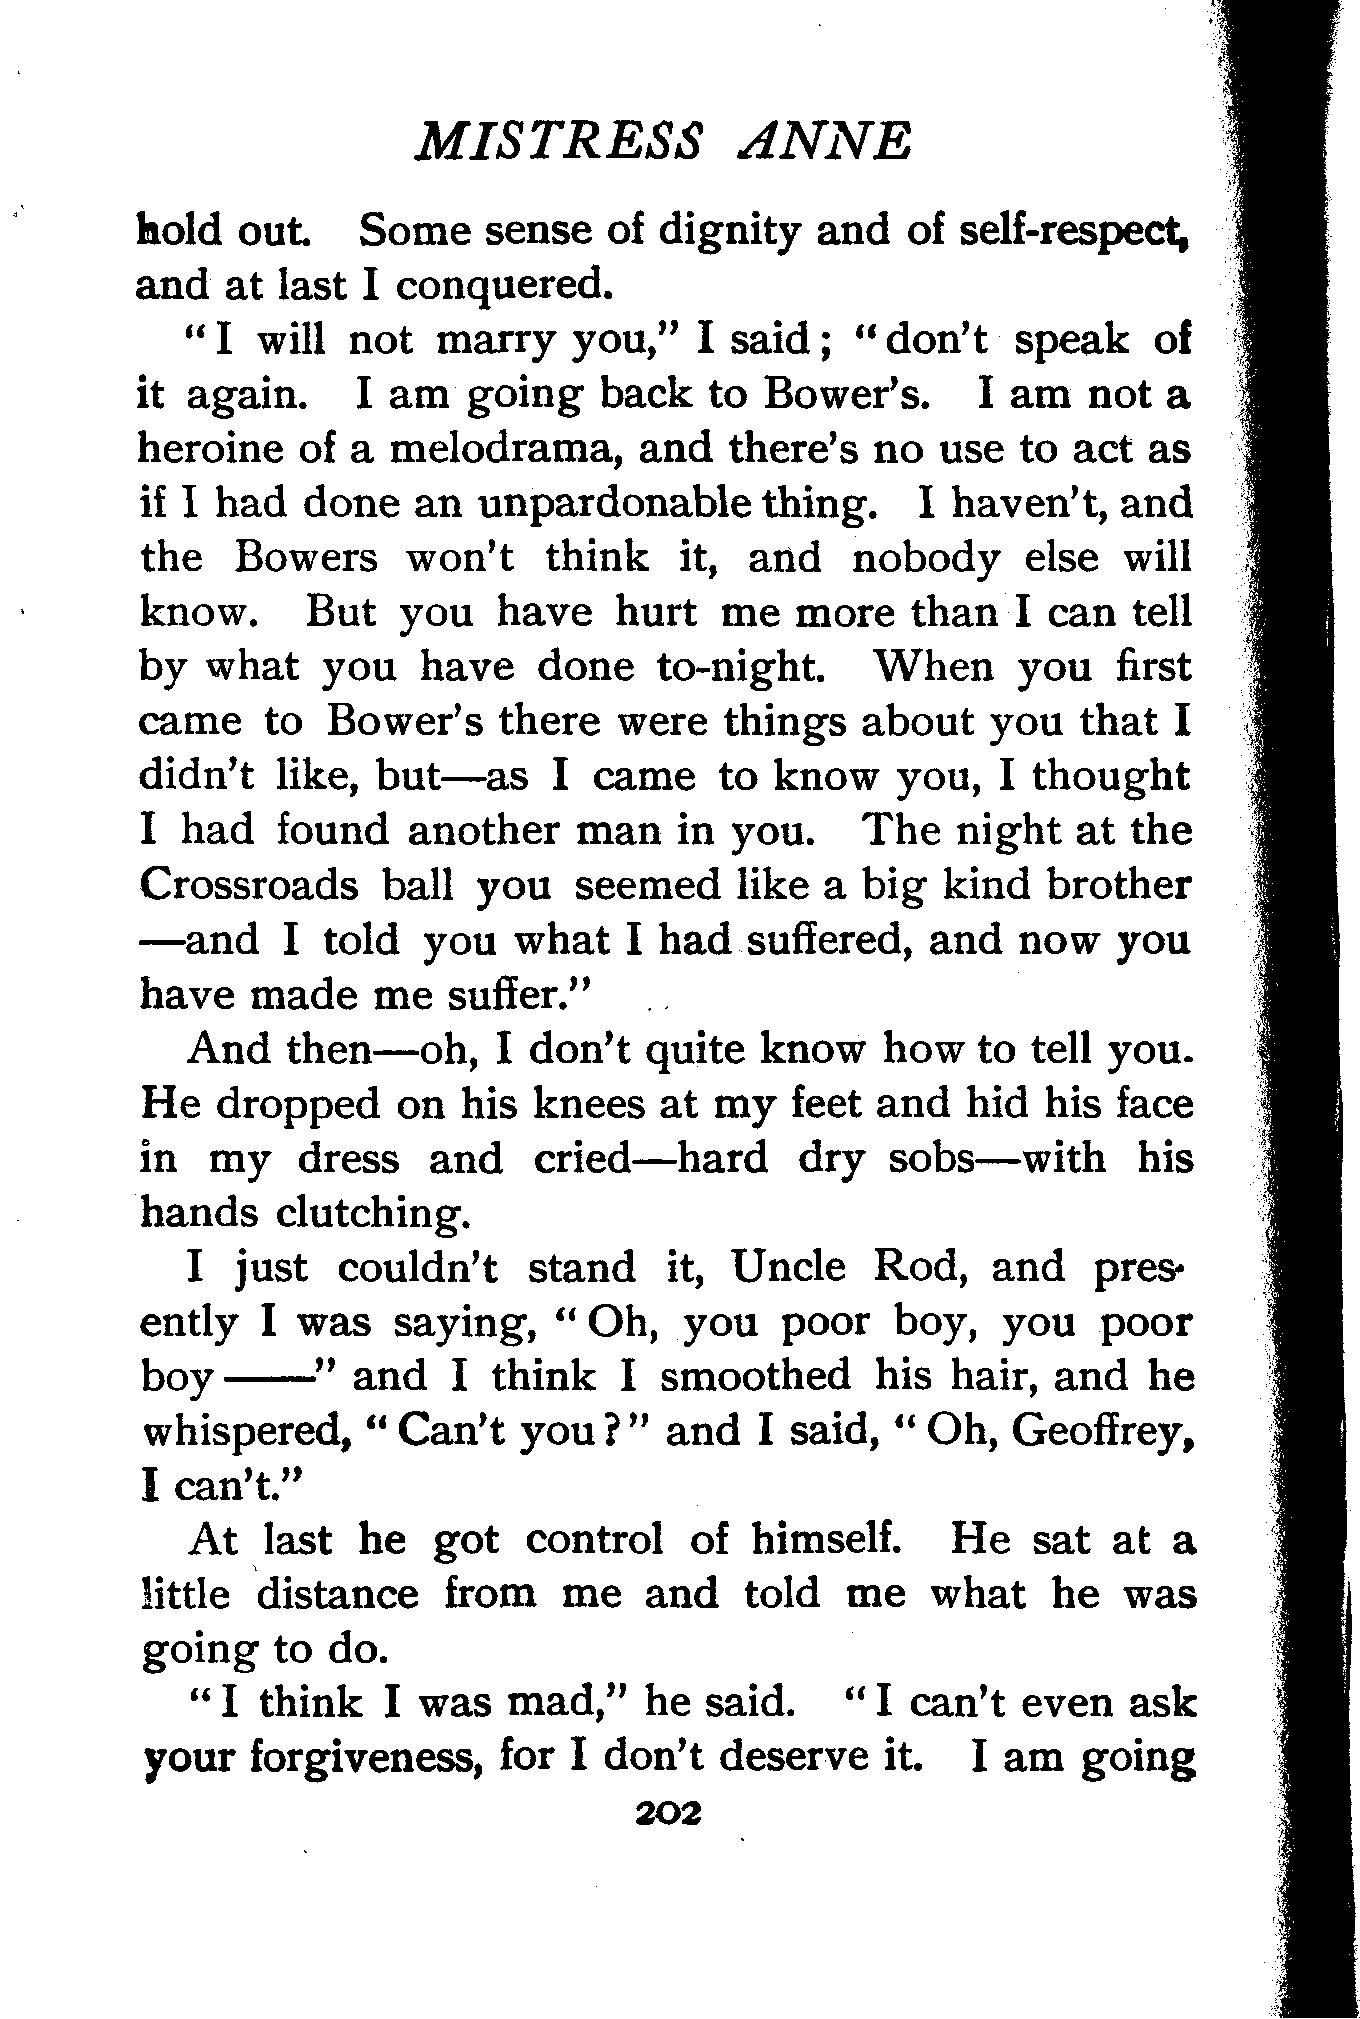 MISTRESS ANNE
hold out. Some sense of dignity and of self-respect,
and at last I conquered.
“ I will not marry you,” I said ; “ don’t speak of
it again. I am going back to Bower’s. I am not a
heroine of a melodrama, and there’s no use to act as
if I had done an unpardonable thing. I haven’t, and
the Bowers won’t think it, and nobody else will
know. But you have hurt me more than I can tell
by what you have done to-night. When you first
came to Bower’s there were things about you that I
didn’t like, but—as I came to know you, I thought
I had found another man in you. The night at the
Crossroads ball you seemed like a big kind brother
—and I told you what I had suffered, and now you
have made me suffer.”
And then—oh, I don’t quite know how to tell you.
He dropped on his knees at my feet and hid his face
in my dress and cried—hard dry sobs—with his
hands clutching.
I just couldn’t stand it, Uncle Rod, and pres-
ently I was saying, “ Oh, you poor boy, you poor
boy ——” and I think I smoothed his hair, and he
whispered, “ Can’t you ? ” and I said, “ Oh, Geoffrey,
I can’t.”
At last he got control of himself. He sat at a
little distance from me and told me what he was
going to do.
“ I think I was mad,” he said. “ I can’t even ask
your forgiveness, for I don’t deserve it. I am going
202